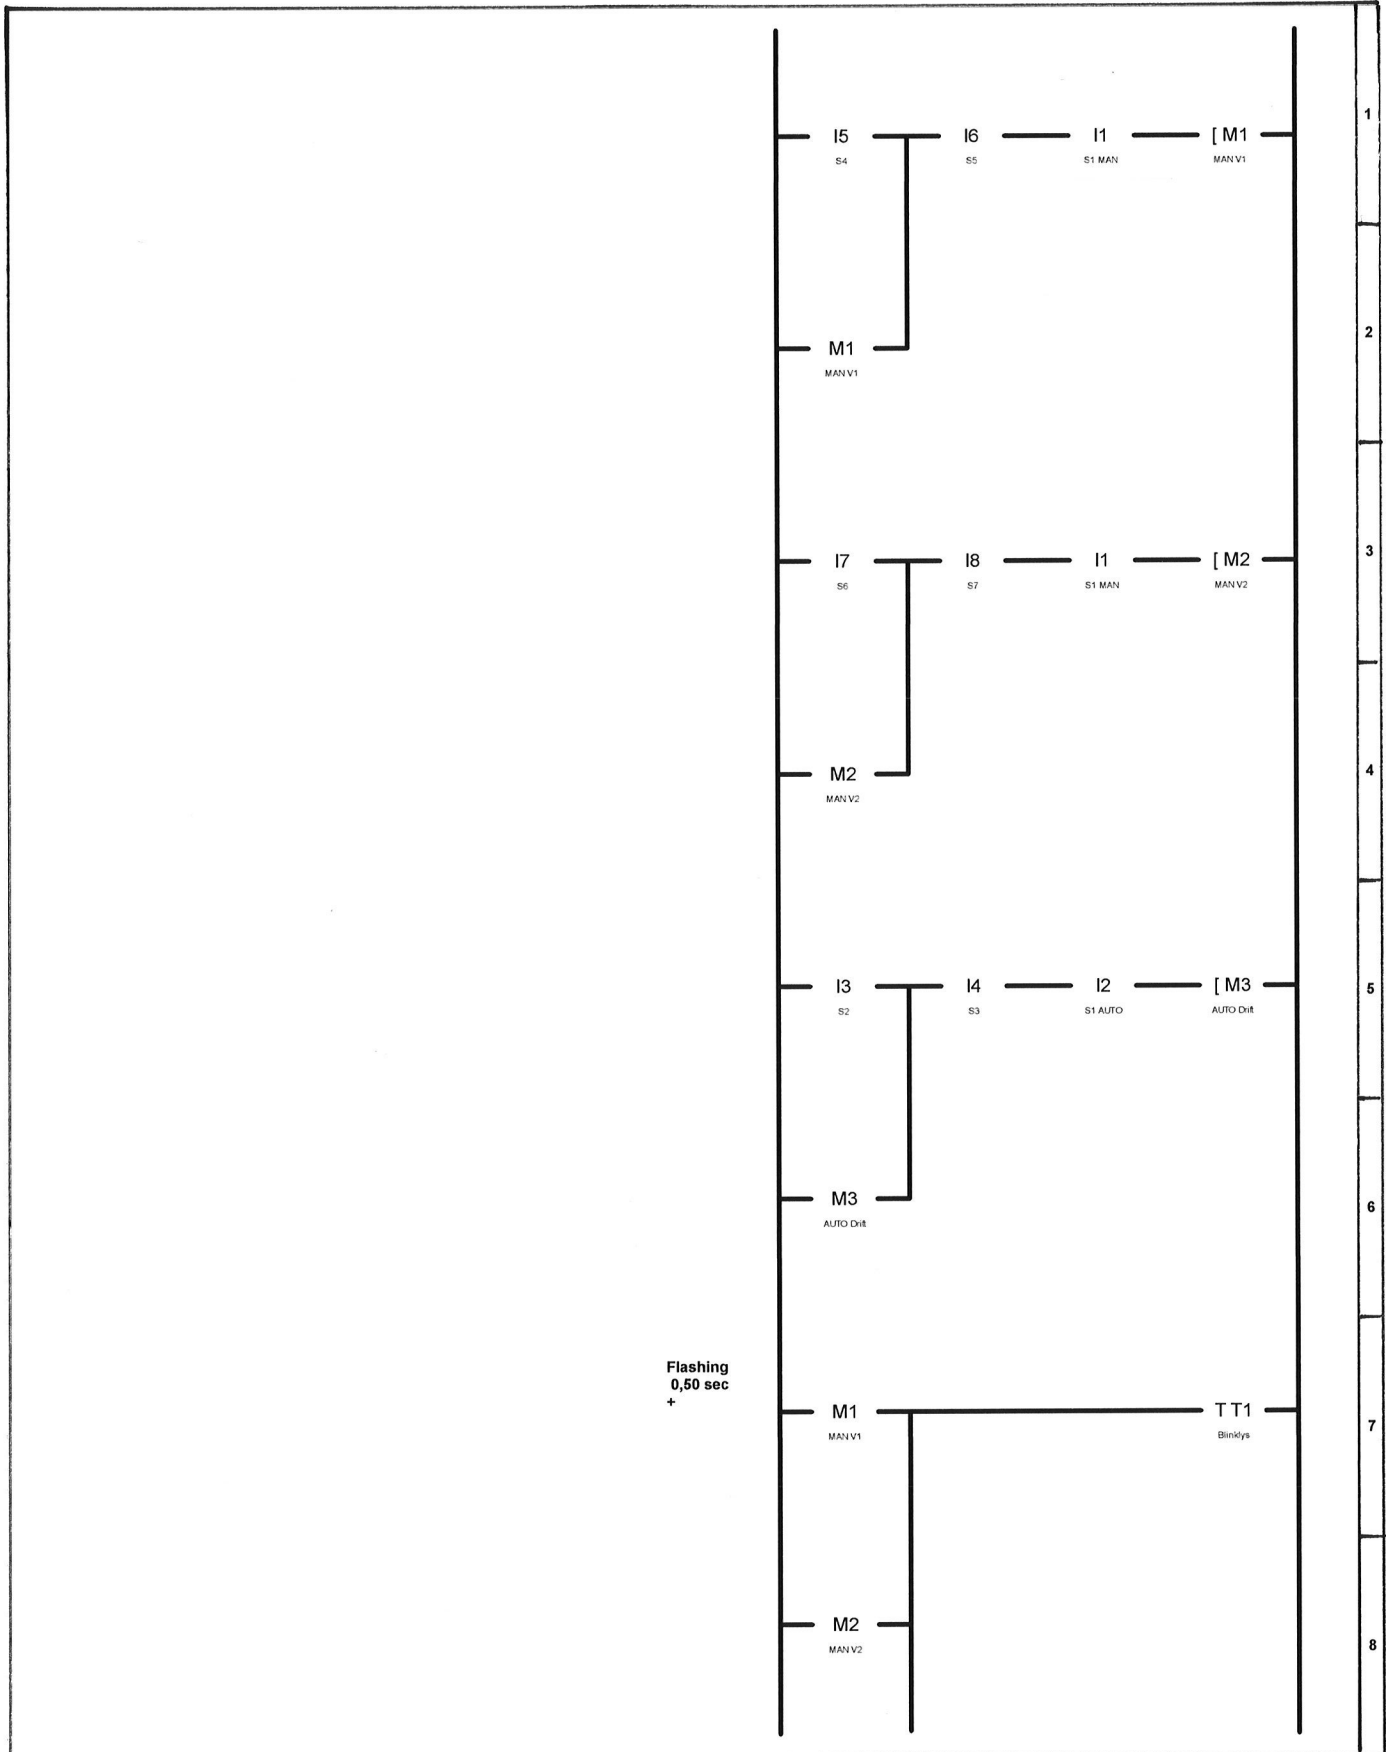 1
I5 I6 I1 [ M1
S4 S5 S1 MAN MAN V1
2
M1
MAN V1
3
I7 I8 I1 [ M2
S6 S7 S1 MAN MAN V2
4
M2
MAN V2
5
I3 I4 I2 [ M3
S2 S3 S1 AUTO AUTO Drift
6
M3
AUTO Drift
Flashing
0,50 sec
+
7
M1 T T1
MAN V1 Blinklys
8
M2
MAN V2